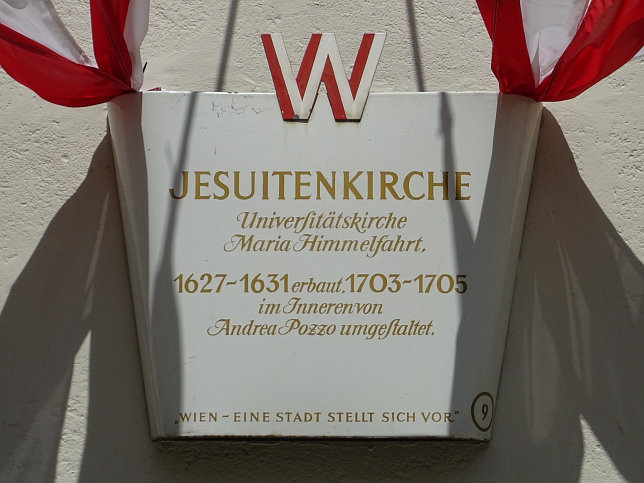 W
JESUITENKIRCHE
Universitätskirche
Maria Himmelfahrt,
1627-1631 erbaut, 1703-1705
im Inneren von
Andrea Pozzo umgestaltet.
„WIEN - EINE STADT STELLT SICH VOR" 9